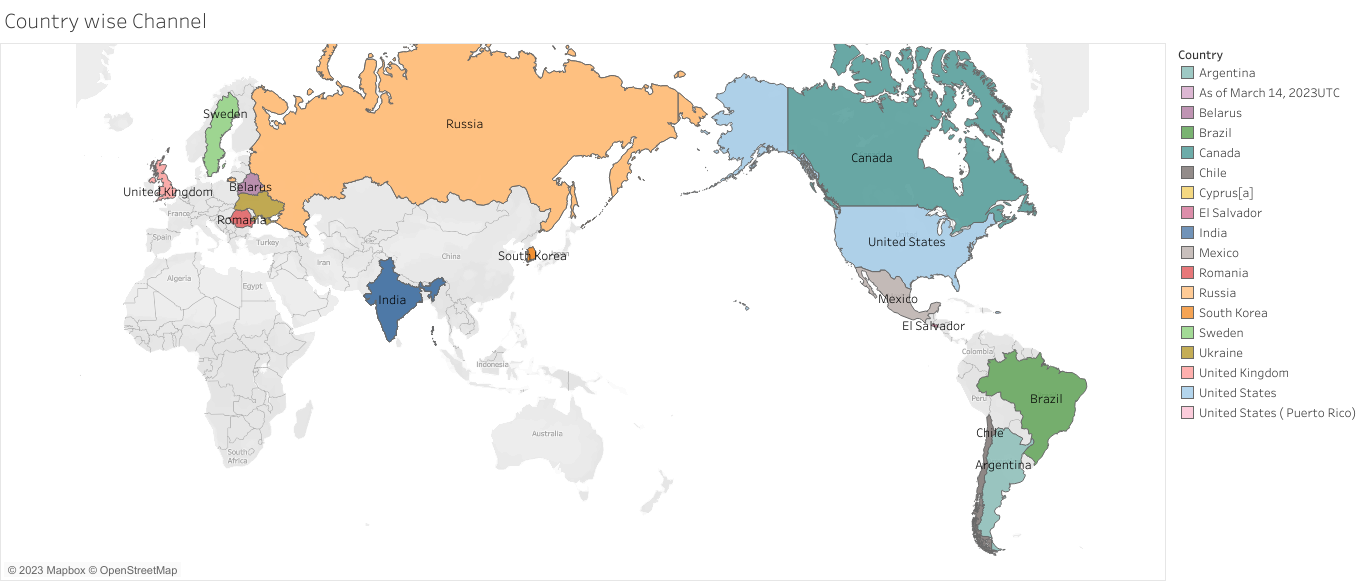 Country wise Channel
Country
Argentina
As of March 14, 2023UTC
Belarus
Brazil
Canada
Chile
Cyprus[a]
El Salvador
India
Mexico
Romania
Russia
South Korea
Sweden
Ukraine
United Kingdom
United States
United States ( Puerto Rico)
Sweden
Russia
Canada
United Kingdom
Belarus
France
Romania
Spain
Turkey
United States
China
South Korea
Iran
Algeria
Egypt
India
Mexico
El Salvador
Colombia
Indonesia
Peru
Brazil
Australia
Chile
South
Africa
Argentina
© 2023 Mapbox © OpenStreetMap